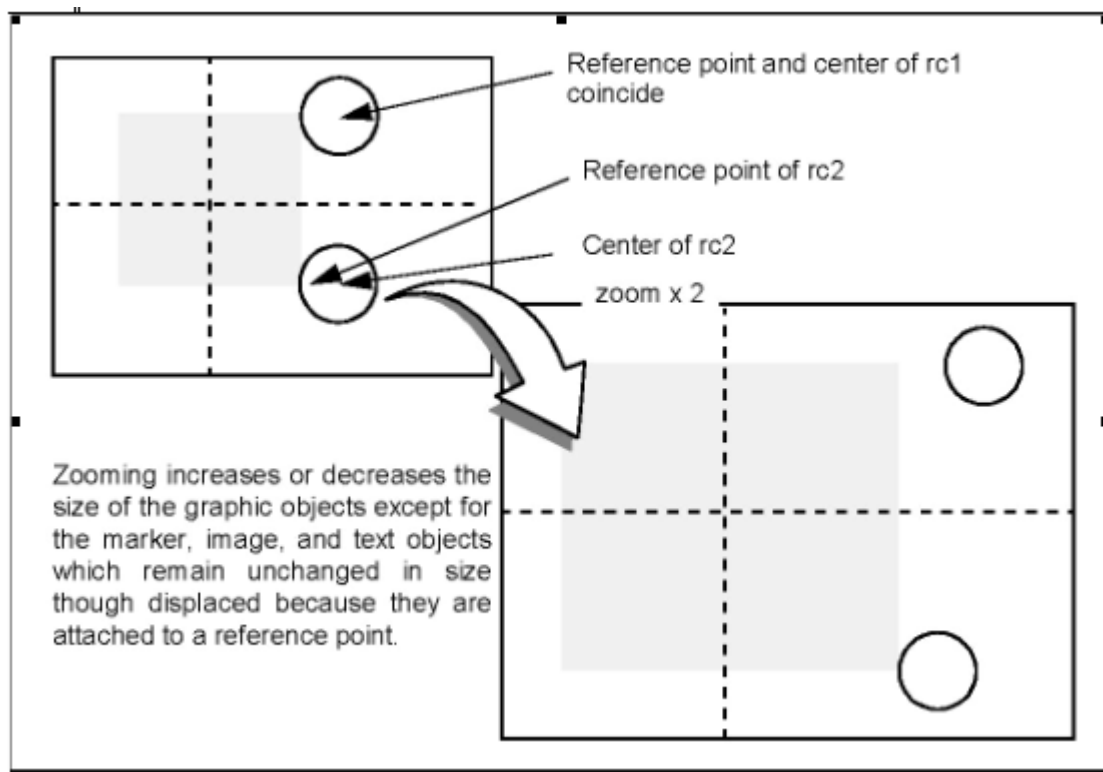 Reference point and center of rc1
coincide
Reference point of rc2
Center of rc2
zoom x 2
Zooming increases or decreases the
size of the graphic objects except for
the marker, image, and text objects
which remain unchanged in size
though displaced because they are
attached to a reference point.